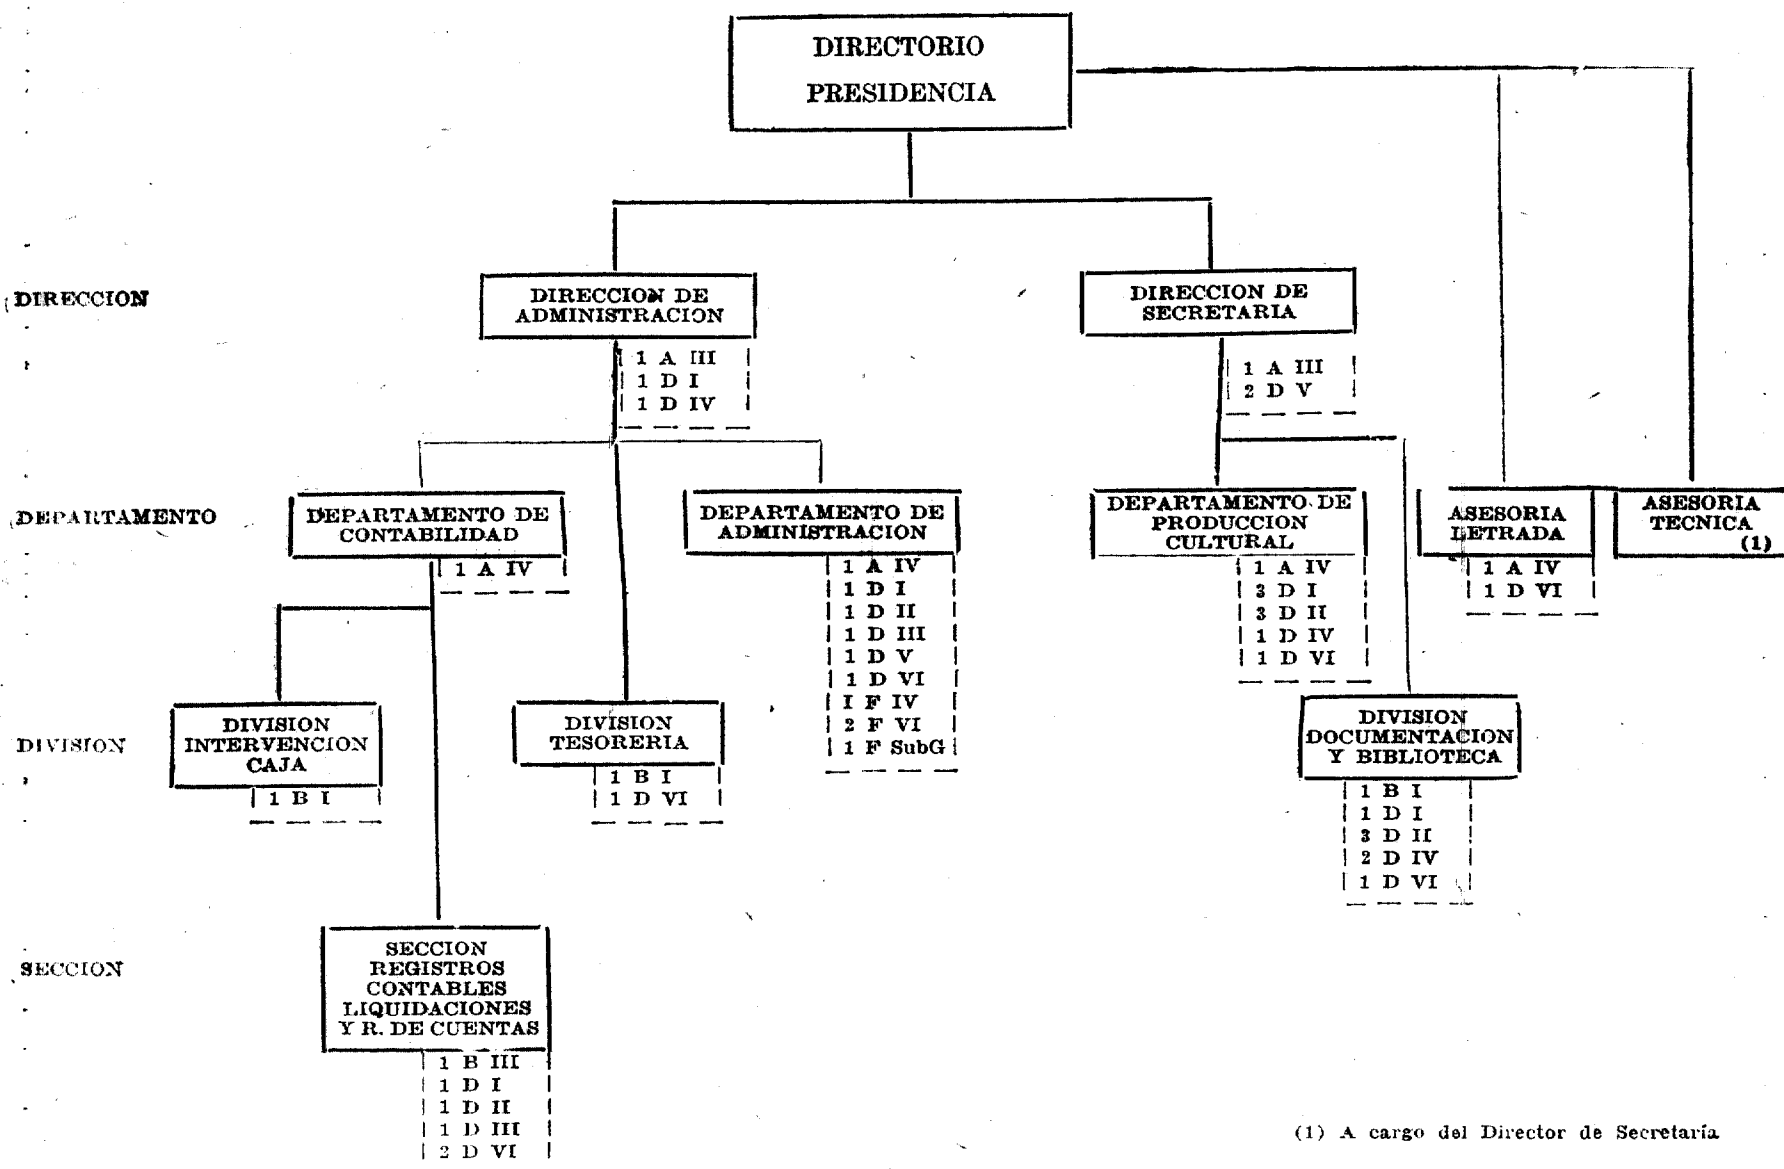 DIRECTORIO
PRESIDENCIA
DIRECCION
DIRECCION DE
ADMINISTRACION
1 A III
1 D I
1 D IV
DIRECCION DE
SECRETARIA
1 A III
2 D V
DEPARTAMENTO
DEPARTAMENTO DE
CONTABILIDAD
1 A IV
DEPARTAMENTO DE
ADMINISTRACION
1 A IV
1 D I
1 D II
1 D III
1 D V
1 D VI
I F IV
2 F VI
1 F SubG
DEPARTAMENTO DE
PRODUCCION
CULTURAL
1 A IV
3 D I
3 D II
1 D IV
1 D VI
ASESORIA
LETRADA
1 A IV
1 D VI
ASESORIA
TECNICA
(1)
DIVISION
DIVISION
INTERVENCION
CAJA
1 B I
DIVISION
TESORERIA
1 B I
1 D VI
DIVISION
DOCUMENTACION
Y BIBLIOTECA
1 B I
1 D I
3 D II
2 D IV
1 D VI
SECCION
SECCION
REGISTROS
CONTABLES
LIQUIDACIONES
Y R. DE CUENTAS
1 B III
1 D I
1 D II
1 D III
2 D VI
(1) A cargo del Director de Secretaría